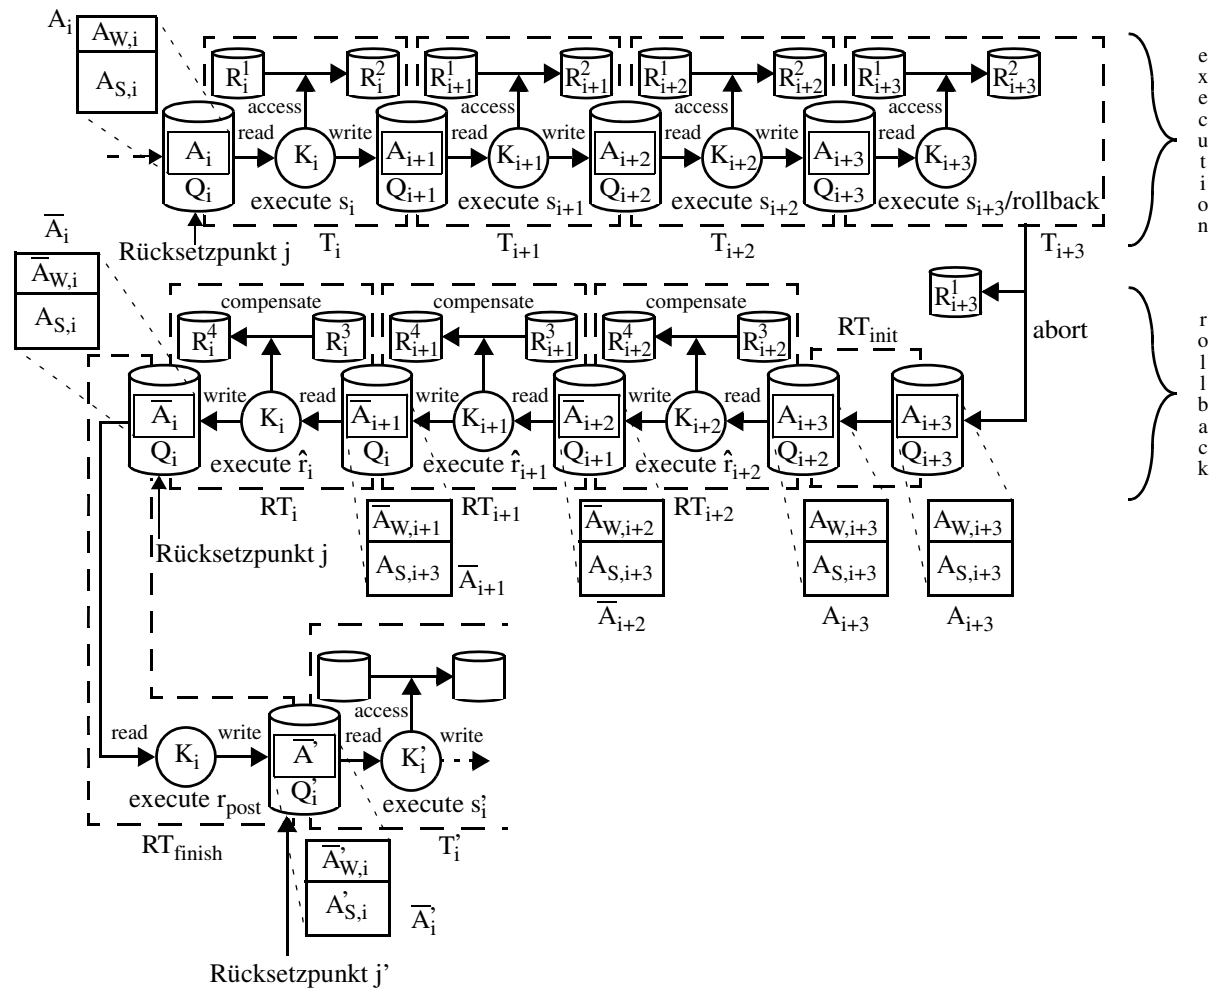 A_i
A_W,i
A_S,i
R_i^1 R_i^2 R_i+1^1 R_i+1^2 R_i+2^1 R_i+2^2 R_i+3^1 R_i+3^2
access access access access
read write read write read write read
A_i K_i A_i+1 K_i+1 A_i+2 K_i+2 A_i+3 K_i+3
Q_i Q_i+1 Q_i+2 Q_i+3
execute s_i execute s_i+1 execute s_i+2 execute s_i+3/rollback
T_i T_i+1 T_i+2 T_i+3
Rücksetzpunkt j
execution
A̅_i
A̅_W,i
A_S,i
compensate compensate compensate
R_i^4 R_i^3 R_i+1^4 R_i+1^3 R_i+2^4 R_i+2^3
R_i+3^1
RT_init
abort
write read write read write read
A̅_i K_i A̅_i+1 K_i+1 A̅_i+2 K_i+2 A_i+3 A_i+3
Q_i Q_i Q_i+1 Q_i+2 Q_i+3
execute r̂_i execute r̂_i+1 execute r̂_i+2
RT_i RT_i+1 RT_i+2
rollback
Rücksetzpunkt j
A̅_W,i+1 A̅_W,i+2 A_W,i+3 A_W,i+3
A_S,i+3 A_S,i+3 A_S,i+3 A_S,i+3
A̅_i+1 A̅_i+2 A_i+3 A_i+3
access
read write read write
K_i A̅' K_i'
Q_i'
execute r_post execute s_i'
RT_finish T_i'
A̅'_W,i
A'_S,i
A̅_i'
Rücksetzpunkt j'